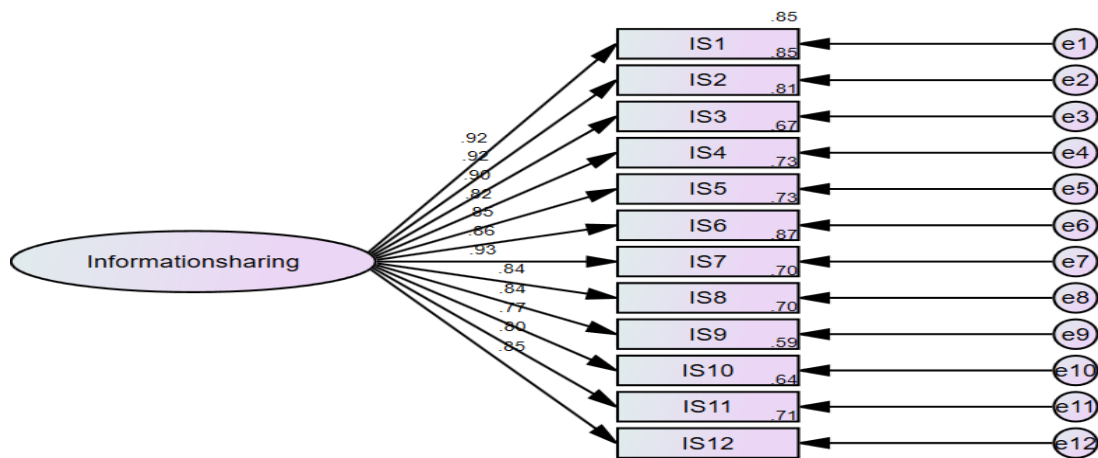 .85
IS1
e1
.85
IS2
e2
.81
IS3
e3
.67
IS4
e4
.73
IS5
e5
.73
IS6
e6
.87
IS7
e7
.70
IS8
e8
.70
IS9
e9
.59
IS10
e10
.64
IS11
e11
.71
IS12
e12
.92
.92
.90
.82
.85
.86
.93
.84
.84
.77
.80
.85
Informationsharing